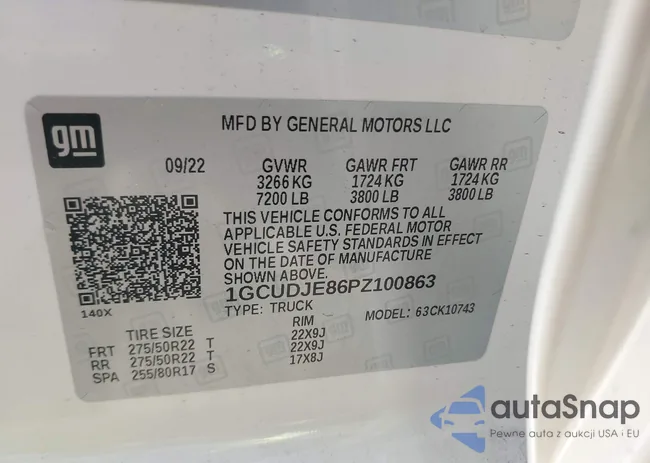 gm
MFD BY GENERAL MOTORS LLC
09/22 GVWR GAWR FRT GAWR RR
3266 KG 1724 KG 1724 KG
7200 LB 3800 LB 3800 LB
THIS VEHICLE CONFORMS TO ALL
APPLICABLE U.S. FEDERAL MOTOR
VEHICLE SAFETY STANDARDS IN EFFECT
ON THE DATE OF MANUFACTURE
SHOWN ABOVE.
1GCUDJE86PZ100863
140X TYPE: TRUCK MODEL: 63CK10743
TIRE SIZE RIM
FRT 275/50R22 T 22X9J
RR 275/50R22 T 22X9J
SPA 255/80R17 S 17X8J
autaSnap
Pewne auta z aukcji USA i EU